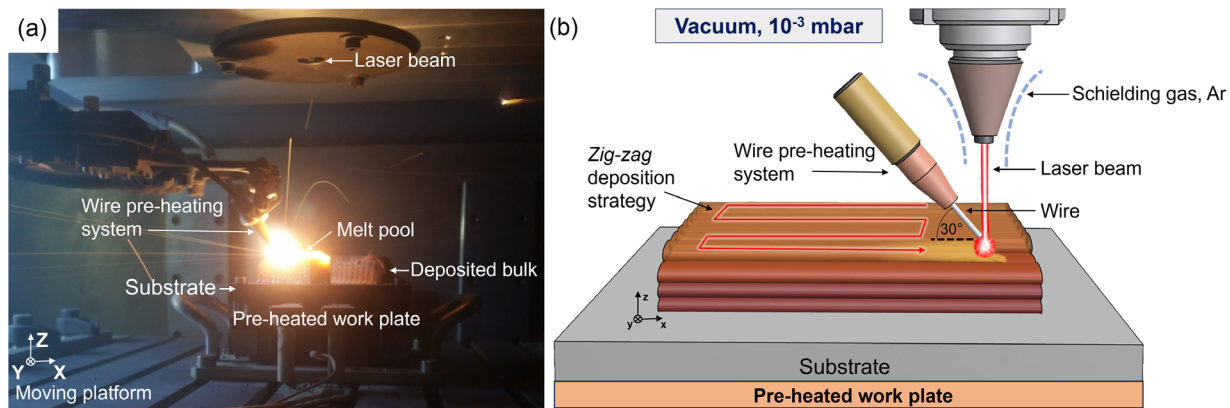 (a)
Laser beam
Wire pre-heating
system
Melt pool
Deposited bulk
Substrate
Pre-heated work plate
Z
Y X
Moving platform
(b)
Vacuum, 10⁻³ mbar
Schielding gas, Ar
Zig-zag
deposition
strategy
Wire pre-heating
system
Laser beam
Wire
30°
z
y x
Substrate
Pre-heated work plate